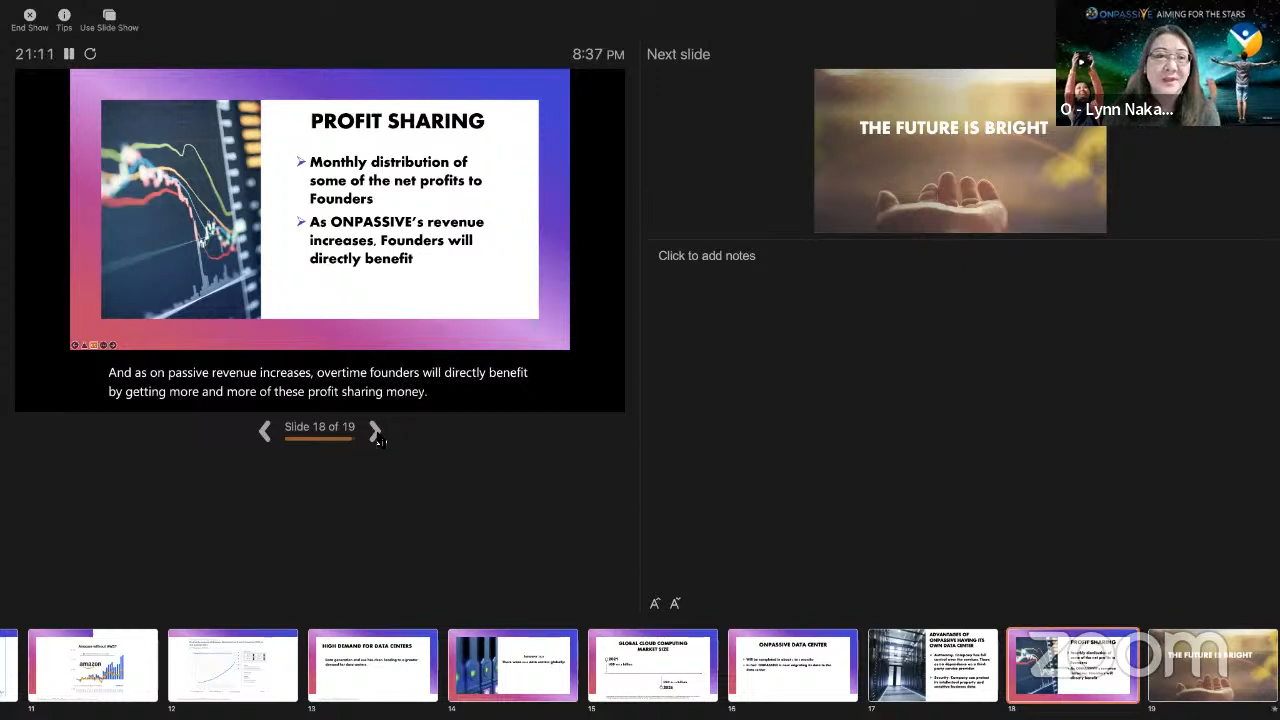 End Show
Tips
Use Slide Show
21:11
8:37 PM
Next slide
PROFIT SHARING
Monthly distribution of
some of the net profits to
Founders
As ONPASSIVE's revenue
increases, Founders will
directly benefit
And as on passive revenue increases, overtime founders will directly benefit
by getting more and more of these profit sharing money.
Slide 18 of 19
THE FUTURE IS BRIGHT
Click to add notes
ONPASSIVE AIMING FOR THE STARS
O - Lynn Naka...
amazon
HIGH DEMAND FOR DATA CENTERS
GLOBAL CLOUD COMPUTING
MARKET SIZE
ONPASSIVE DATA CENTER
ADVANTAGES OF
ONPASSIVE HAVING ITS
OWN DATA CENTER
PROFIT SHARING
THE FUTURE IS BRIGHT
zoom
11
12
13
14
15
16
17
18
19